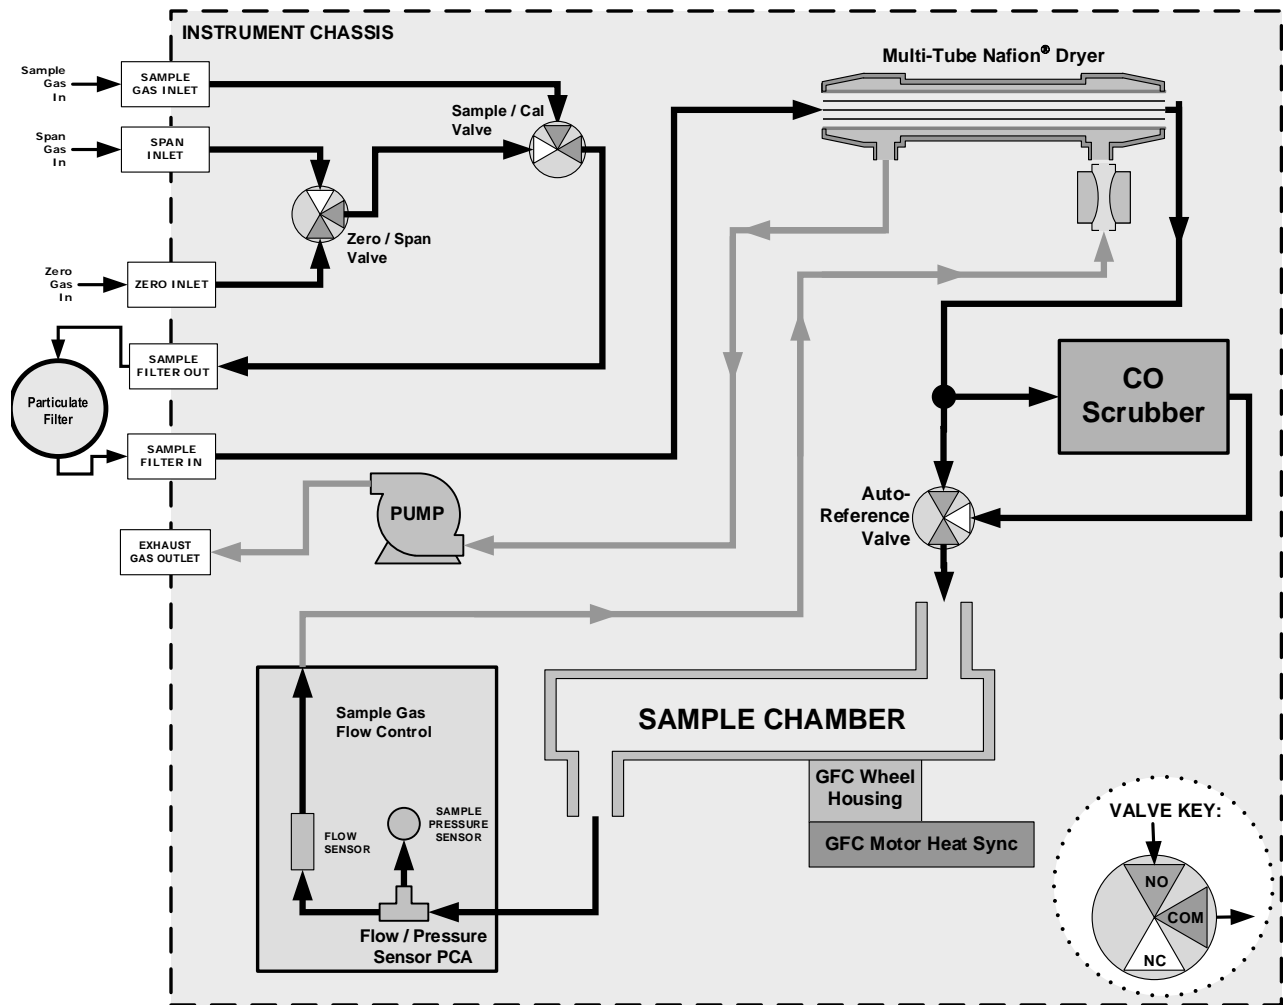 INSTRUMENT CHASSIS
Sample
Gas
In
SAMPLE
GAS INLET
Span
Gas
In
SPAN
INLET
Zero
Gas
In
ZERO INLET
Sample / Cal
Valve
Zero / Span
Valve
Multi-Tube Nafion® Dryer
SAMPLE
FILTER OUT
Particulate
Filter
SAMPLE
FILTER IN
CO
Scrubber
EXHAUST
GAS OUTLET
PUMP
Auto-
Reference
Valve
SAMPLE CHAMBER
GFC Wheel
Housing
GFC Motor Heat Sync
Sample Gas
Flow Control
FLOW
SENSOR
SAMPLE
PRESSURE
SENSOR
Flow / Pressure
Sensor PCA
VALVE KEY:
NO
COM
NC